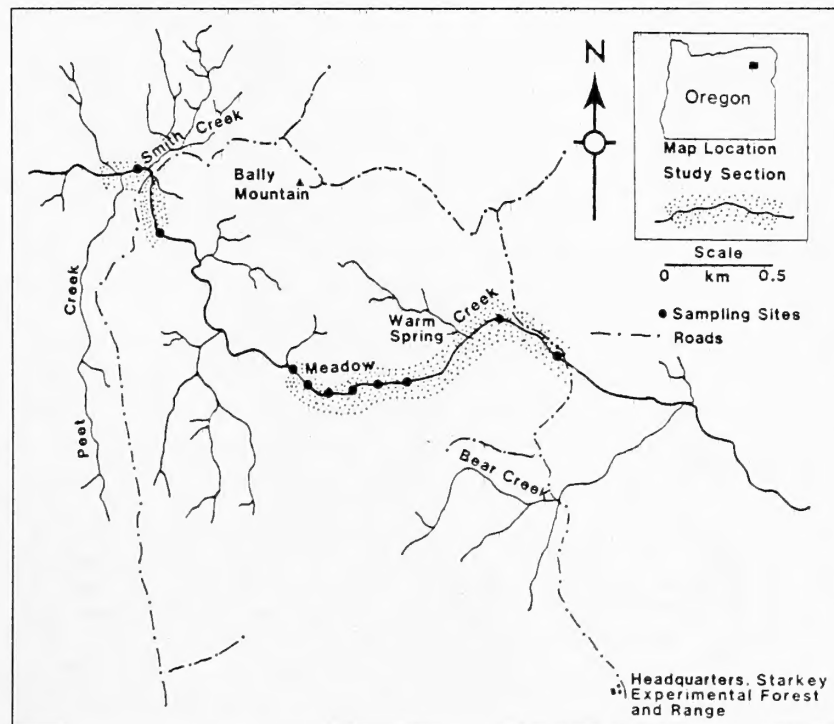 N
Oregon
Map Location
Study Section
Scale
0 km 0.5
Sampling Sites
Roads
Smith Creek
Bally
Mountain
Creek
Peet
Warm
Spring
Creek
Meadow
Bear Creek
Headquarters, Starkey
Experimental Forest
and Range